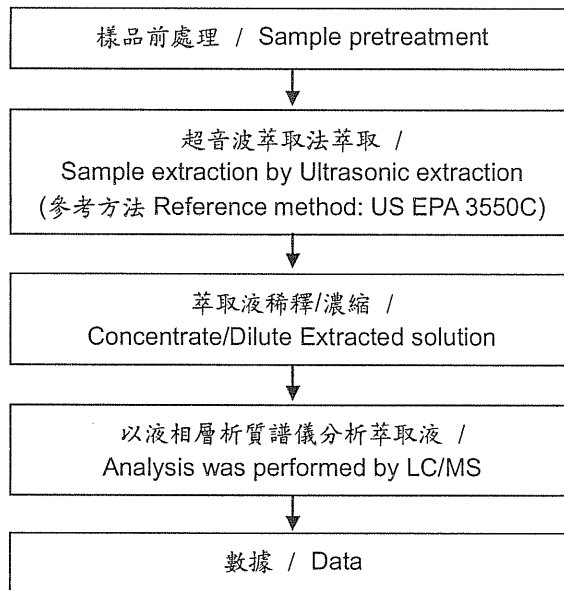 樣品前處理 / Sample pretreatment
超音波萃取法萃取 /
Sample extraction by Ultrasonic extraction
(參考方法 Reference method: US EPA 3550C)
萃取液稀釋/濃縮 /
Concentrate/Dilute Extracted solution
以液相層析質譜儀分析萃取液 /
Analysis was performed by LC/MS
數據 / Data